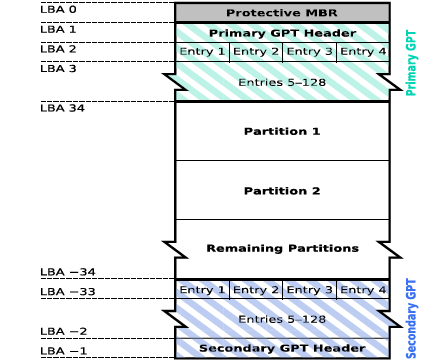 LBA 0
Protective MBR
LBA 1
Primary GPT Header
LBA 2
Entry 1 Entry 2 Entry 3 Entry 4
LBA 3
Entries 5–128
Primary GPT
LBA 34
Partition 1
Partition 2
Remaining Partitions
LBA −34
LBA −33
Entry 1 Entry 2 Entry 3 Entry 4
Entries 5–128
LBA −2
Secondary GPT Header
LBA −1
Secondary GPT